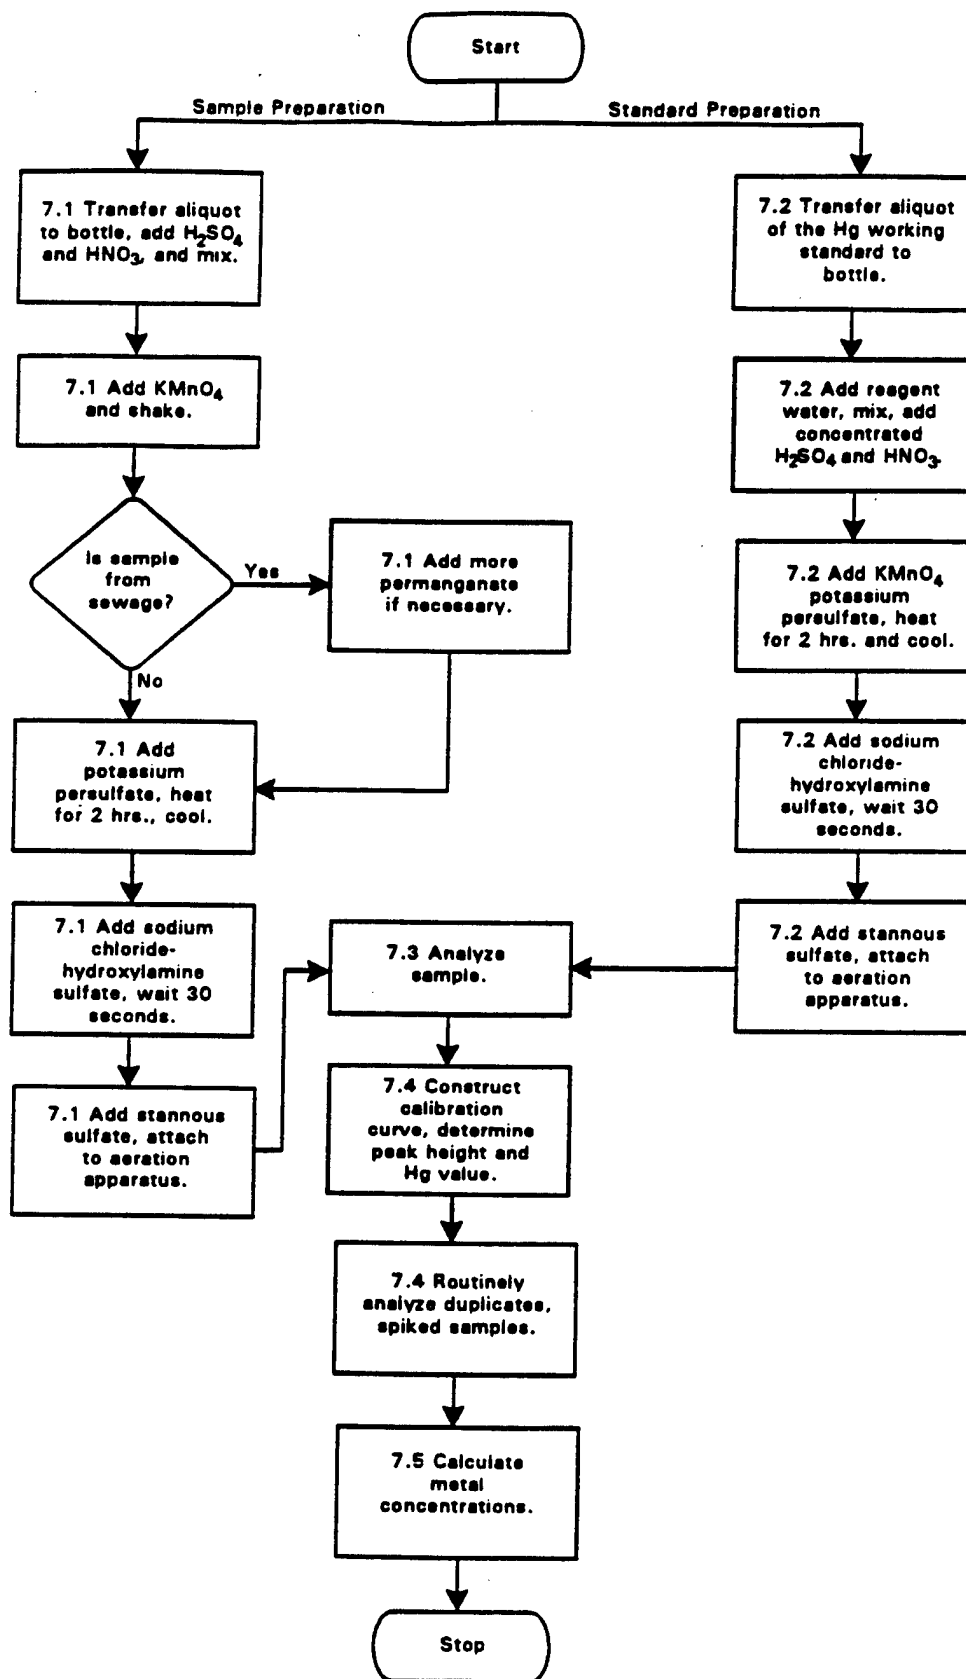 Start
Sample Preparation
Standard Preparation
7.1 Transfer aliquot
to bottle, add H2SO4
and HNO3, and mix.
7.1 Add KMnO4
and shake.
Is sample
from
sewage?
Yes
No
7.1 Add more
permanganate
if necessary.
7.1 Add
potassium
persulfate, heat
for 2 hrs., cool.
7.1 Add sodium
chloride-
hydroxylamine
sulfate, wait 30
seconds.
7.1 Add stannous
sulfate, attach
to aeration
apparatus.
7.2 Transfer aliquot
of the Hg working
standard to
bottle.
7.2 Add reagent
water, mix, add
concentrated
H2SO4 and HNO3.
7.2 Add KMnO4
potassium
persulfate, heat
for 2 hrs. and cool.
7.2 Add sodium
chloride-
hydroxylamine
sulfate, wait 30
seconds.
7.2 Add stannous
sulfate, attach
to aeration
apparatus.
7.3 Analyze
sample.
7.4 Construct
calibration
curve, determine
peak height and
Hg value.
7.4 Routinely
analyze duplicates,
spiked samples.
7.5 Calculate
metal
concentrations.
Stop